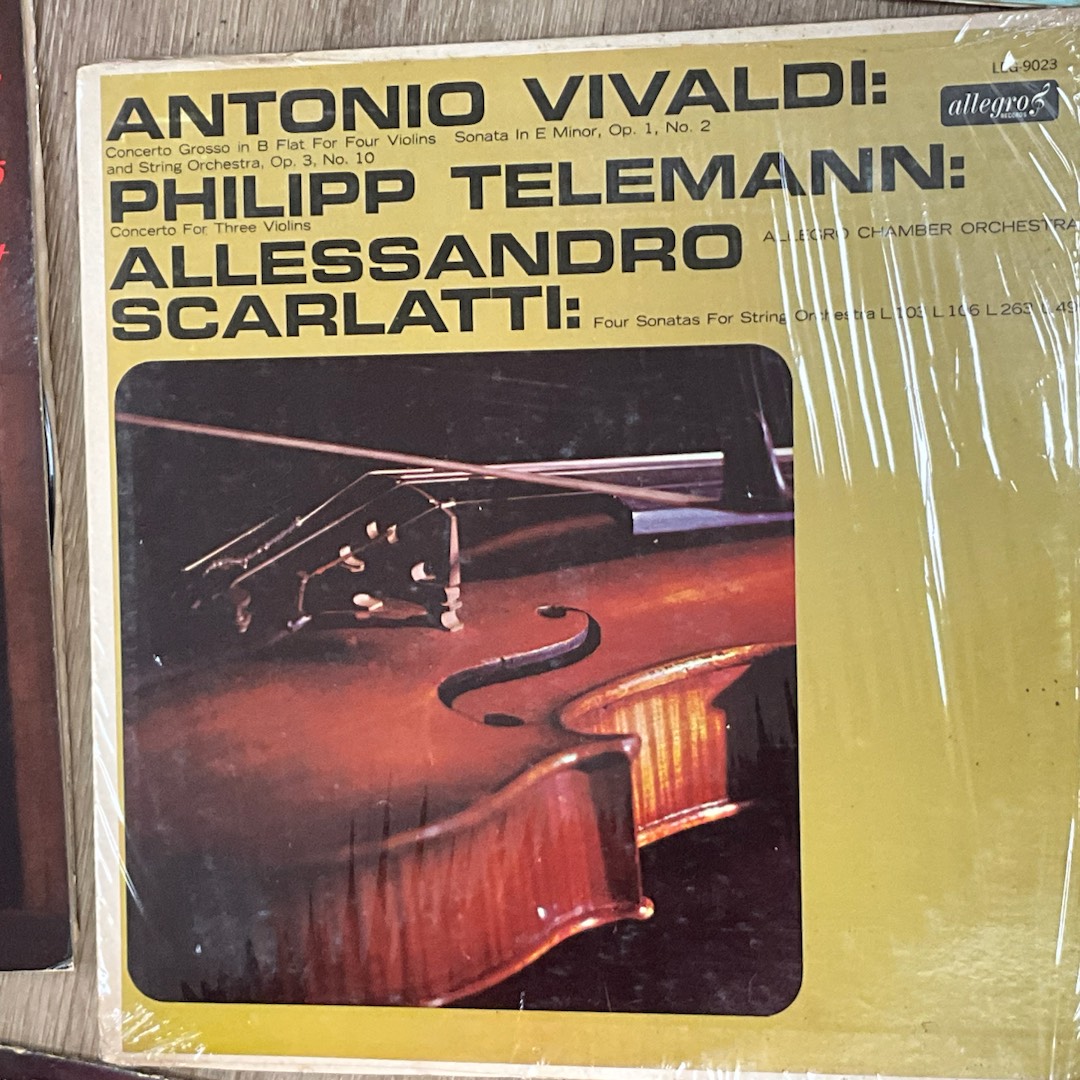 LLG-9023
allegro
RECORDS
ANTONIO VIVALDI:
Concerto Grosso in B Flat For Four Violins Sonata In E Minor, Op. 1, No. 2
and String Orchestra, Op. 3, No. 10
PHILIPP TELEMANN:
Concerto For Three Violins
ALLEGRO CHAMBER ORCHESTRA
ALLESSANDRO
SCARLATTI:
Four Sonatas For String Orchestra L 103 L 106 L 263